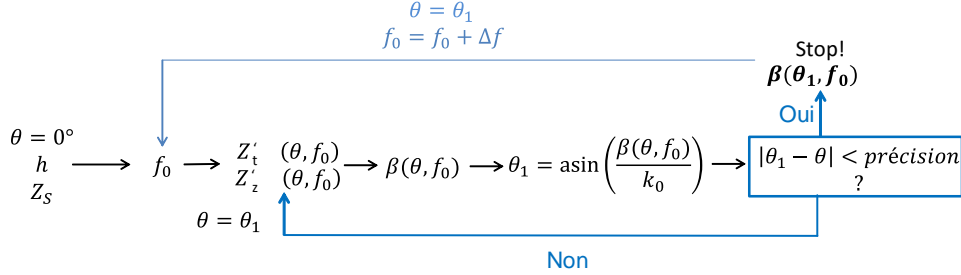 θ = θ₁
f₀ = f₀ + Δf
Stop!
β(θ₁, f₀)
Oui
θ = 0°
h
Z_S
f₀
Z'ₜ (θ, f₀)
Z'_z (θ, f₀)
β(θ, f₀)
θ₁ = asin(β(θ, f₀)/k₀)
|θ₁ − θ| < précision
?
θ = θ₁
Non